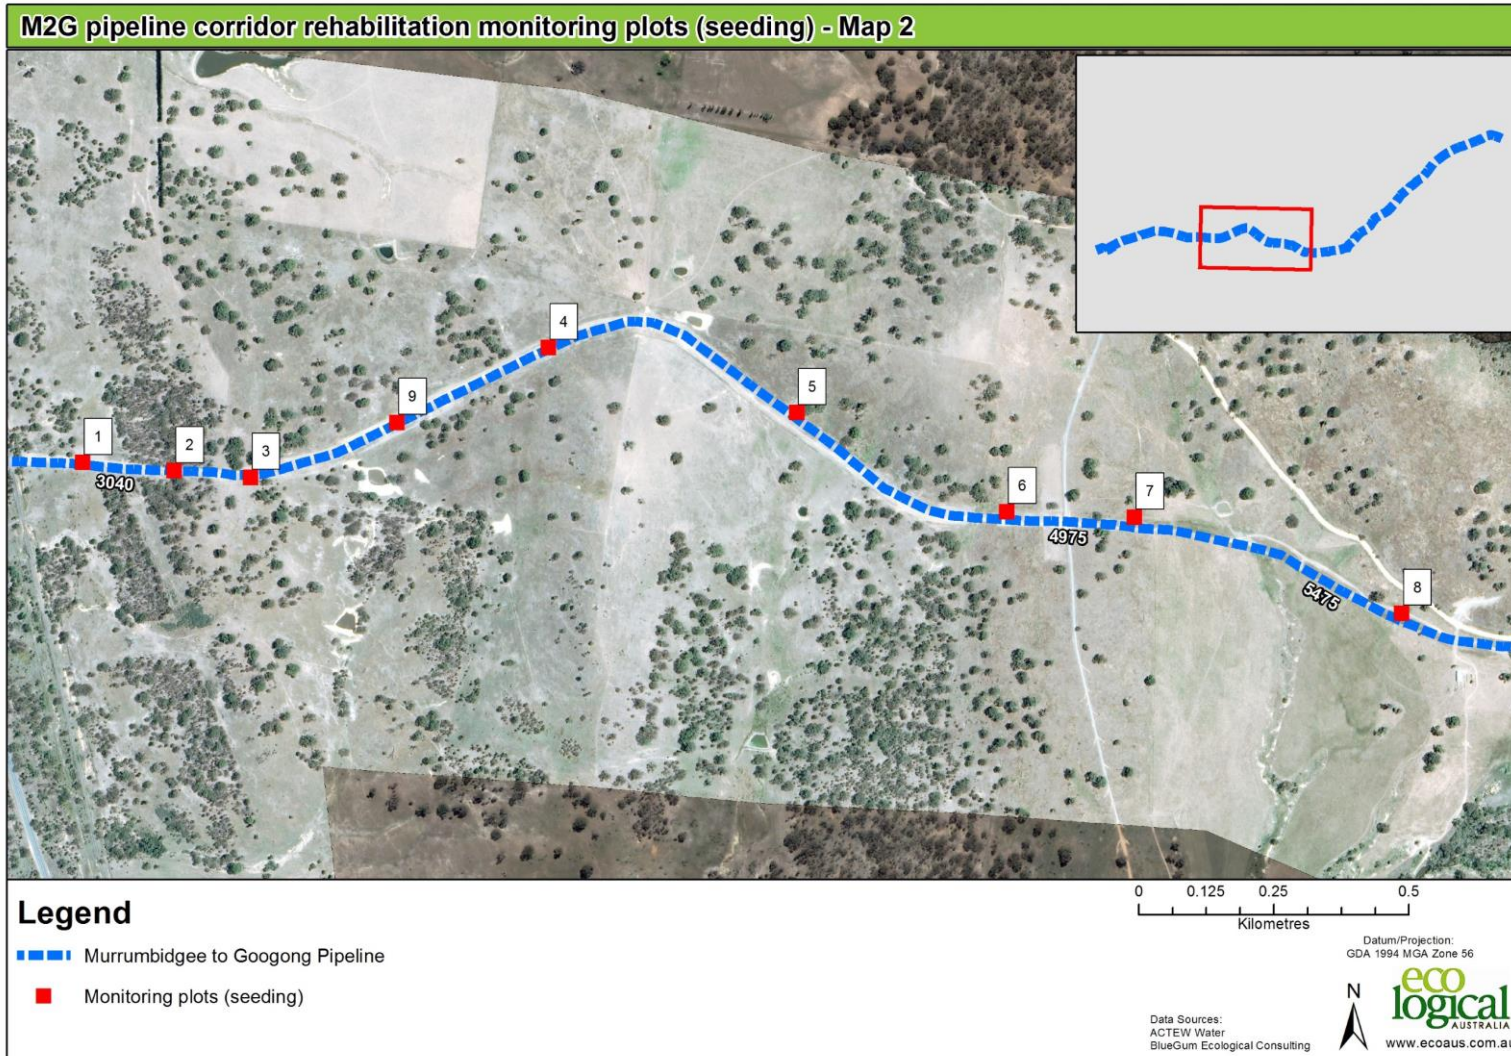 M2G pipeline corridor rehabilitation monitoring plots (seeding) - Map 2
4
5
9
1
2
3
3040
6
7
4975
5475
8
Legend
Murrumbidgee to Googong Pipeline
Monitoring plots (seeding)
0 0.125 0.25 0.5
Kilometres
Datum/Projection:
GDA 1994 MGA Zone 56
N
eco
logical
AUSTRALIA
www.ecoaus.com.au
Data Sources:
ACTEW Water
BlueGum Ecological Consulting